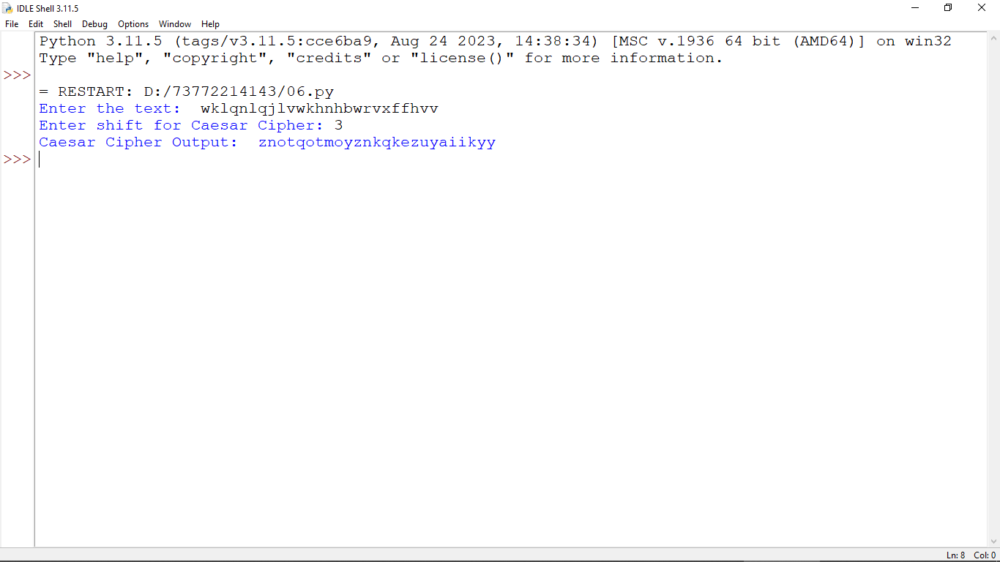 IDLE Shell 3.11.5
File Edit Shell Debug Options Window Help
Python 3.11.5 (tags/v3.11.5:cce6ba9, Aug 24 2023, 14:38:34) [MSC v.1936 64 bit (AMD64)] on win32
Type "help", "copyright", "credits" or "license()" for more information.
>>>
= RESTART: D:/73772214143/06.py
Enter the text:  wklqnlqjlvwkhnhbwrvxffhvv
Enter shift for Caesar Cipher: 3
Caesar Cipher Output:  znotqotmoyznkqkezuyaiikyy
>>>
Ln: 8 Col: 0